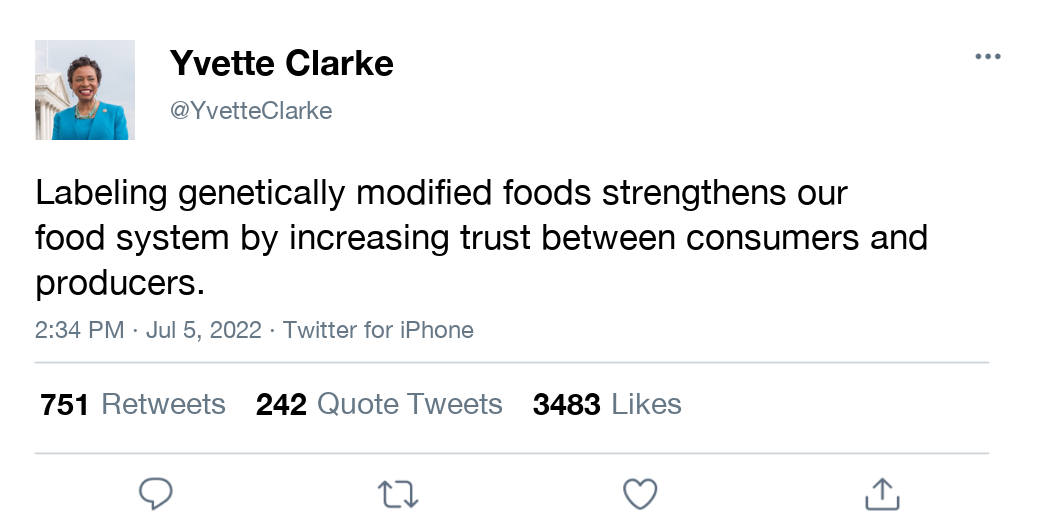 Yvette Clarke
@YvetteClarke
Labeling genetically modified foods strengthens our
food system by increasing trust between consumers and
producers.
2:34 PM · Jul 5, 2022 · Twitter for iPhone
751 Retweets 242 Quote Tweets 3483 Likes